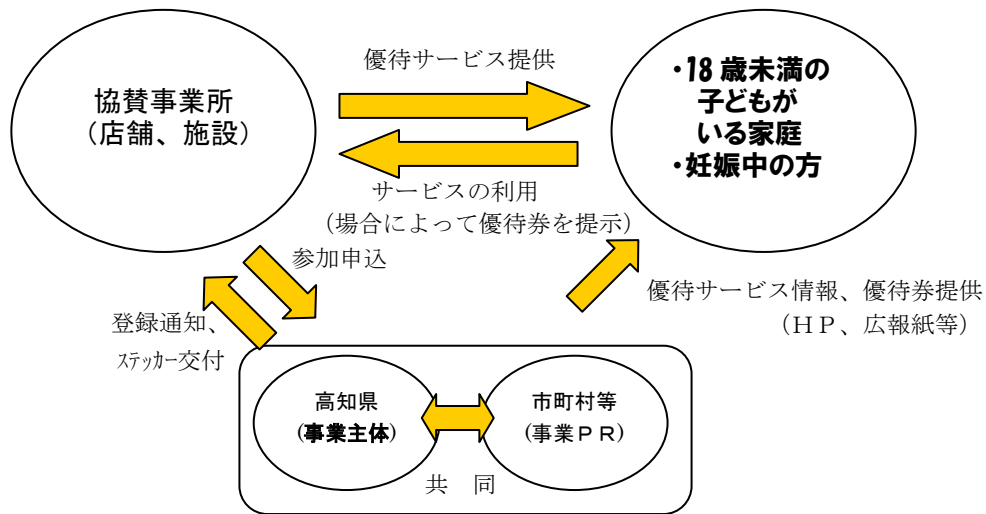 優待サービス提供
協賛事業所
（店舗、施設）
・18歳未満の
子どもが
いる家庭
・妊娠中の方
サービスの利用
（場合によって優待券を提示）
参加申込
登録通知、
ｽﾃｯｶｰ交付
優待サービス情報、優待券提供
（ＨＰ、広報紙等）
高知県
(事業主体)
市町村等
(事業ＰＲ)
共　同